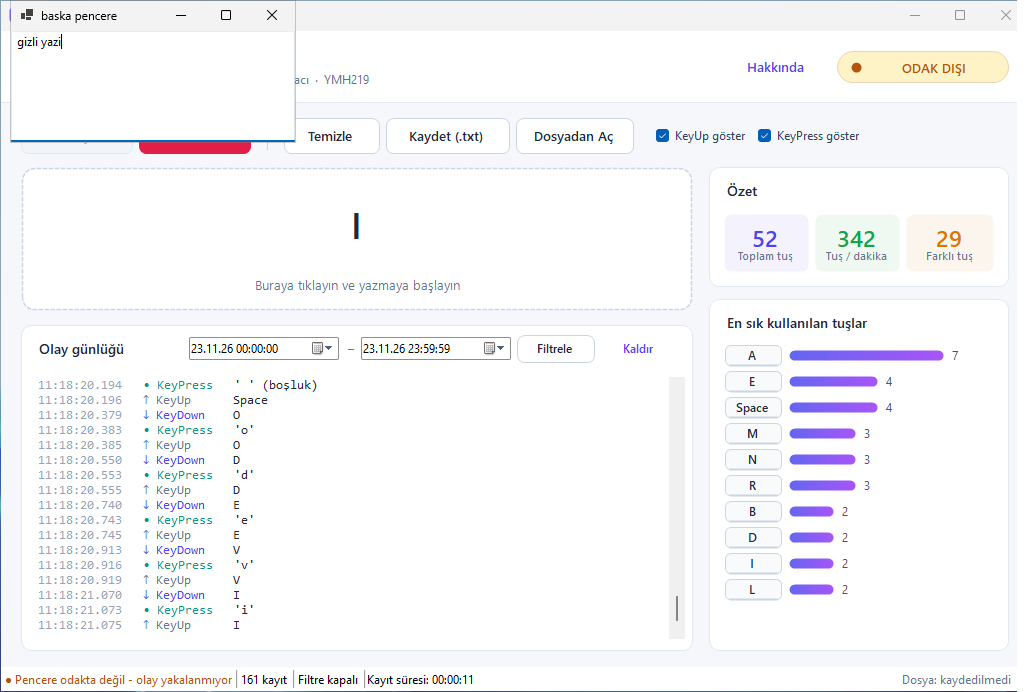 baska pencere
gizli yazi
YMH219
Hakkında
ODAK DIŞI
Temizle
Kaydet (.txt)
Dosyadan Aç
KeyUp göster
KeyPress göster
I
Buraya tıklayın ve yazmaya başlayın
Özet
52
Toplam tuş
342
Tuş / dakika
29
Farklı tuş
Olay günlüğü
23.11.26 00:00:00
–
23.11.26 23:59:59
Filtrele
Kaldır
11:18:20.194 • KeyPress ' ' (boşluk)
11:18:20.196 ↑ KeyUp Space
11:18:20.379 ↓ KeyDown O
11:18:20.383 • KeyPress 'o'
11:18:20.385 ↑ KeyUp O
11:18:20.550 ↓ KeyDown D
11:18:20.553 • KeyPress 'd'
11:18:20.555 ↑ KeyUp D
11:18:20.740 ↓ KeyDown E
11:18:20.743 • KeyPress 'e'
11:18:20.745 ↑ KeyUp E
11:18:20.913 ↓ KeyDown V
11:18:20.916 • KeyPress 'v'
11:18:20.919 ↑ KeyUp V
11:18:21.070 ↓ KeyDown I
11:18:21.073 • KeyPress 'i'
11:18:21.075 ↑ KeyUp I
En sık kullanılan tuşlar
A 7
E 4
Space 4
M 3
N 3
R 3
B 2
D 2
I 2
L 2
Pencere odakta değil - olay yakalanmıyor
161 kayıt
Filtre kapalı
Kayıt süresi: 00:00:11
Dosya: kaydedilmedi